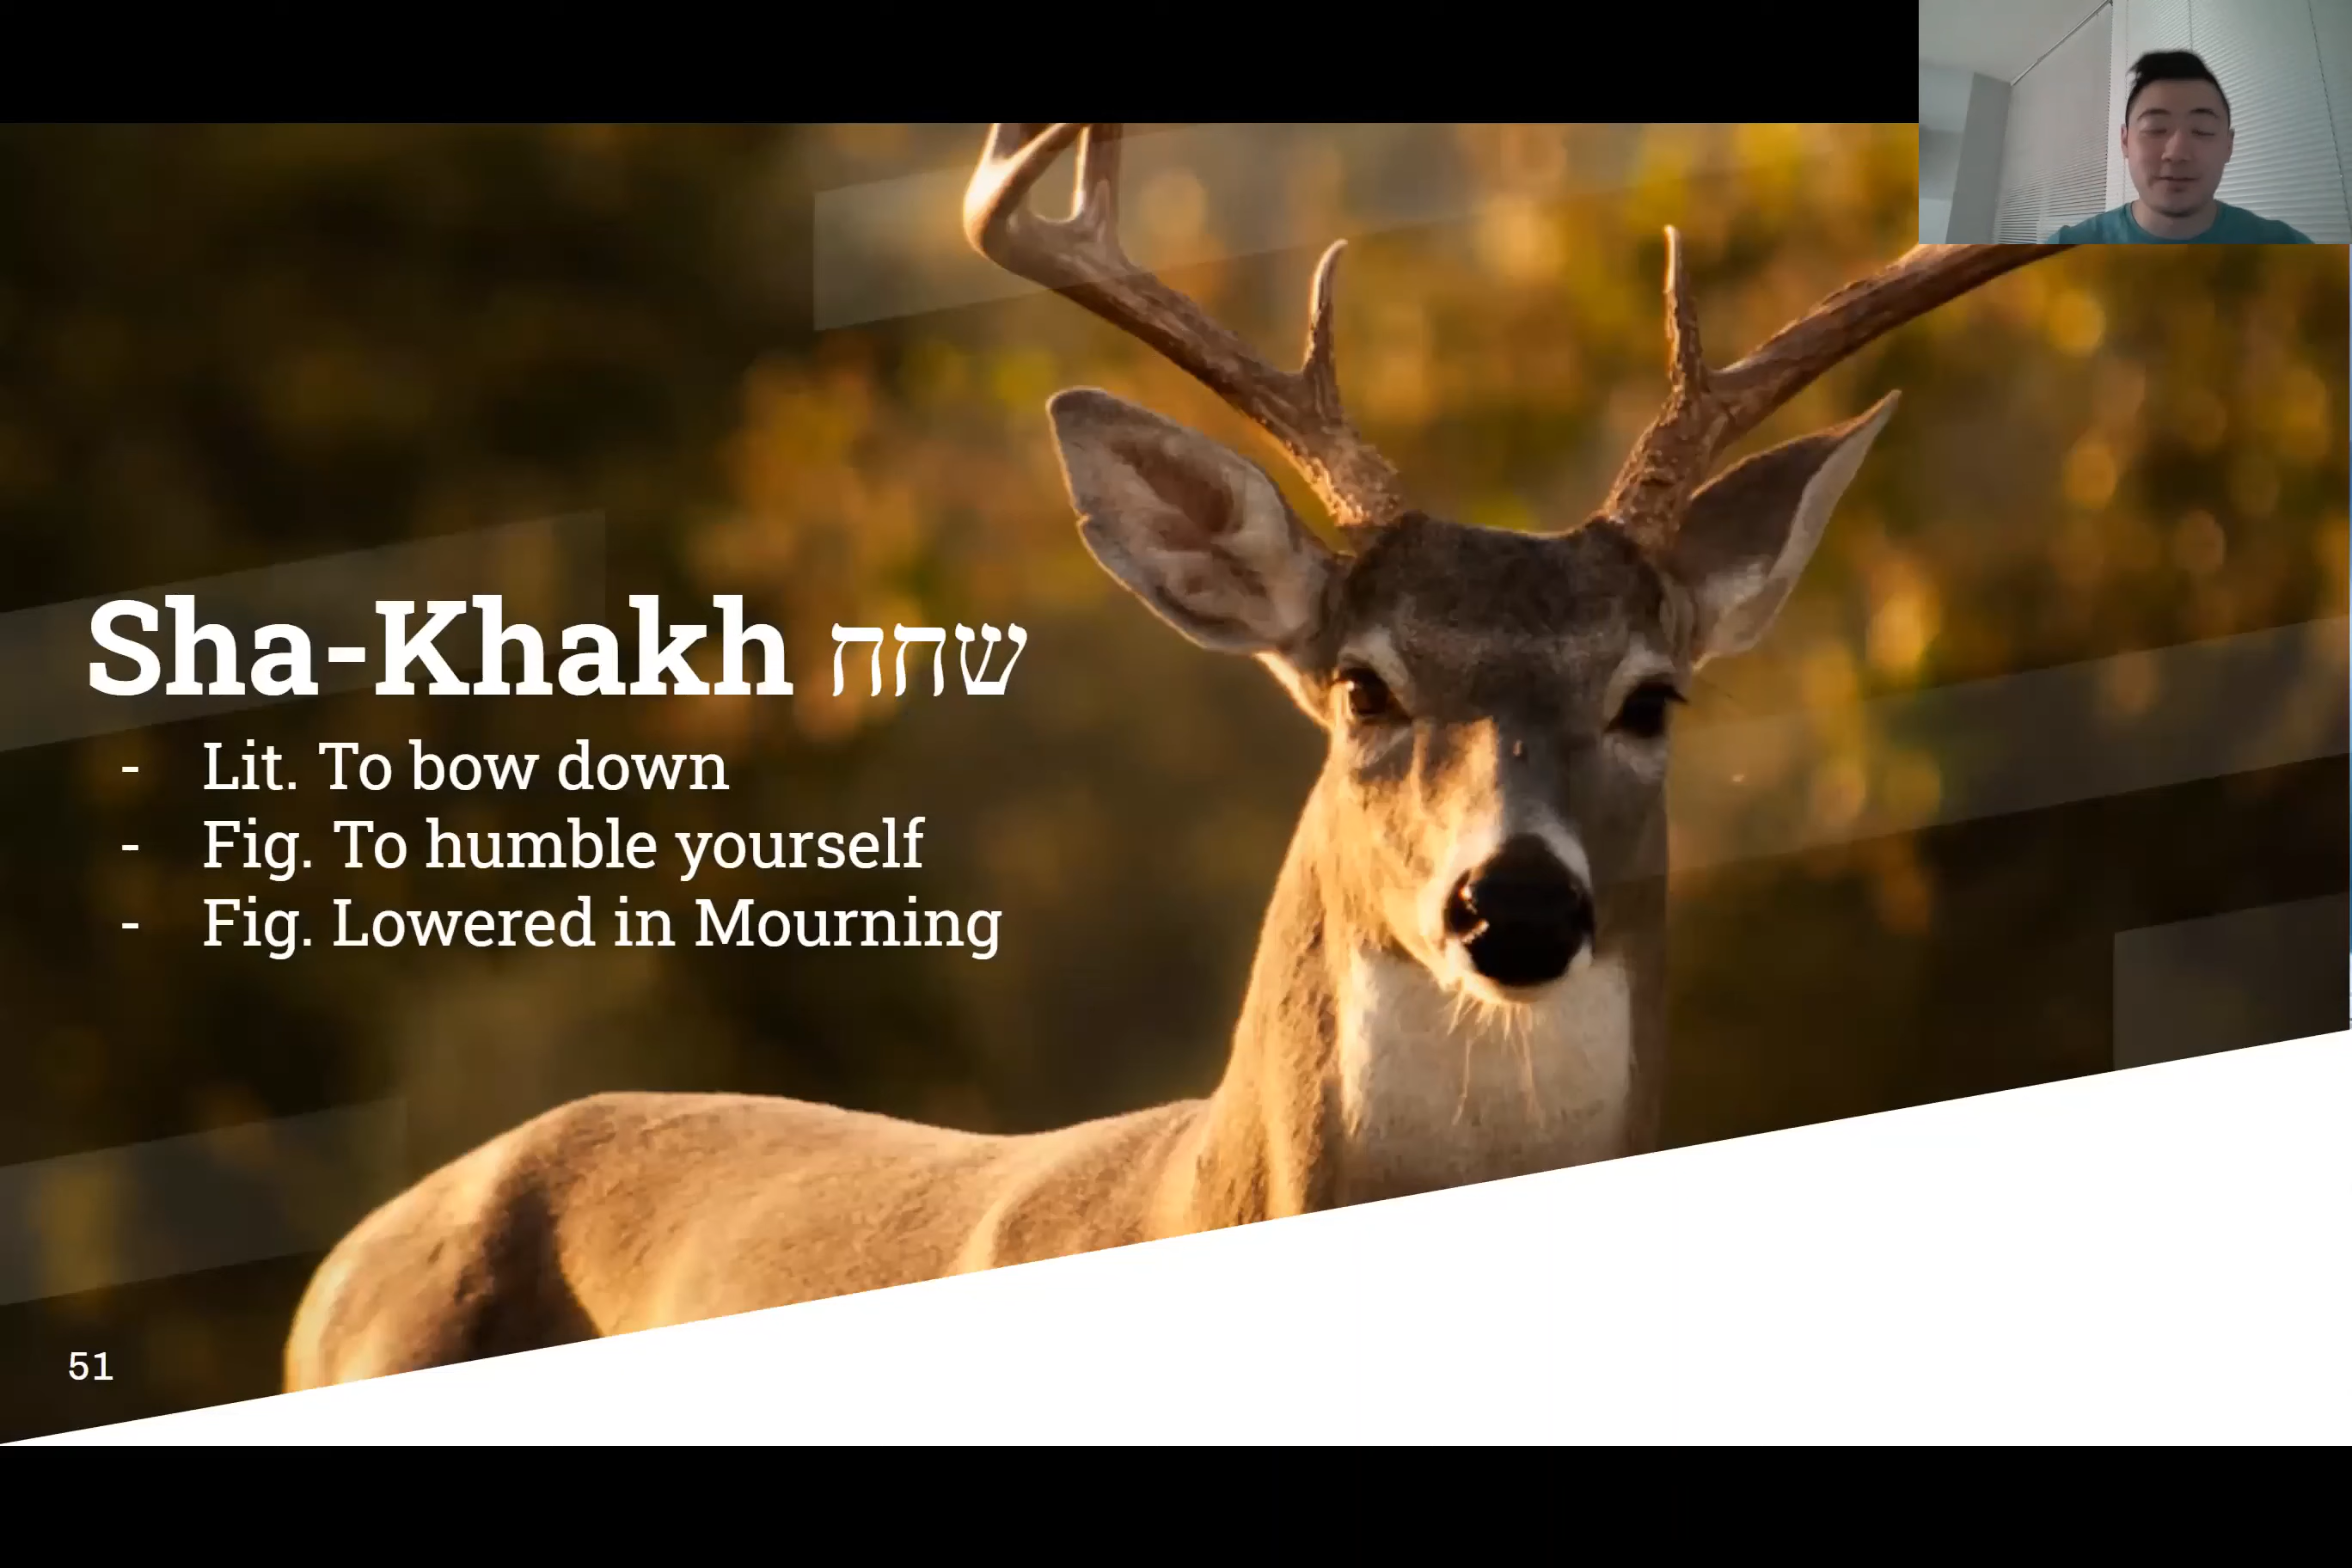 Sha-Khakh שחח
- Lit. To bow down
- Fig. To humble yourself
- Fig. Lowered in Mourning
51